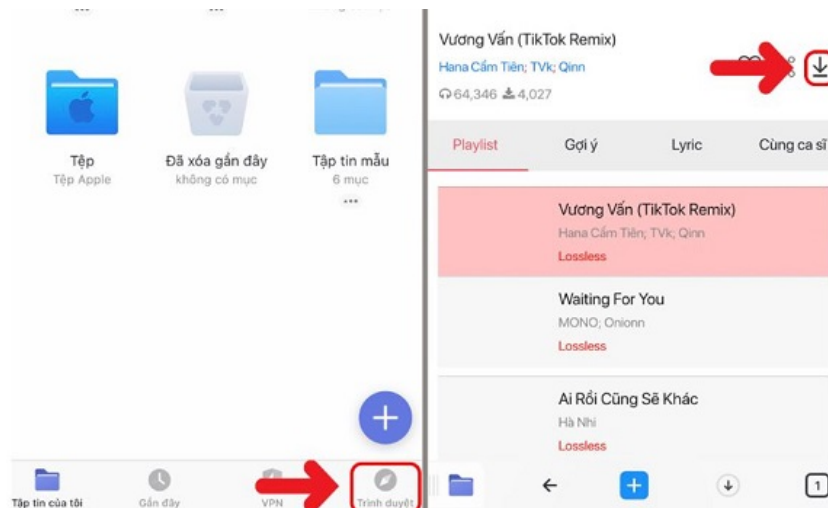 Tệp
Tệp Apple
Đã xóa gần đây
không có mục
Tập tin mẫu
6 mục
Tập tin của tôi
Gần đây
VPN
Trình duyệt
Vương Vấn (TikTok Remix)
Hana Cẩm Tiên; TVk; Qinn
64,346 4,027
Playlist
Gợi ý
Lyric
Cùng ca sĩ
Vương Vấn (TikTok Remix)
Hana Cẩm Tiên; TVk; Qinn
Lossless
Waiting For You
MONO; Onionn
Lossless
Ai Rồi Cũng Sẽ Khác
Hà Nhi
Lossless
1